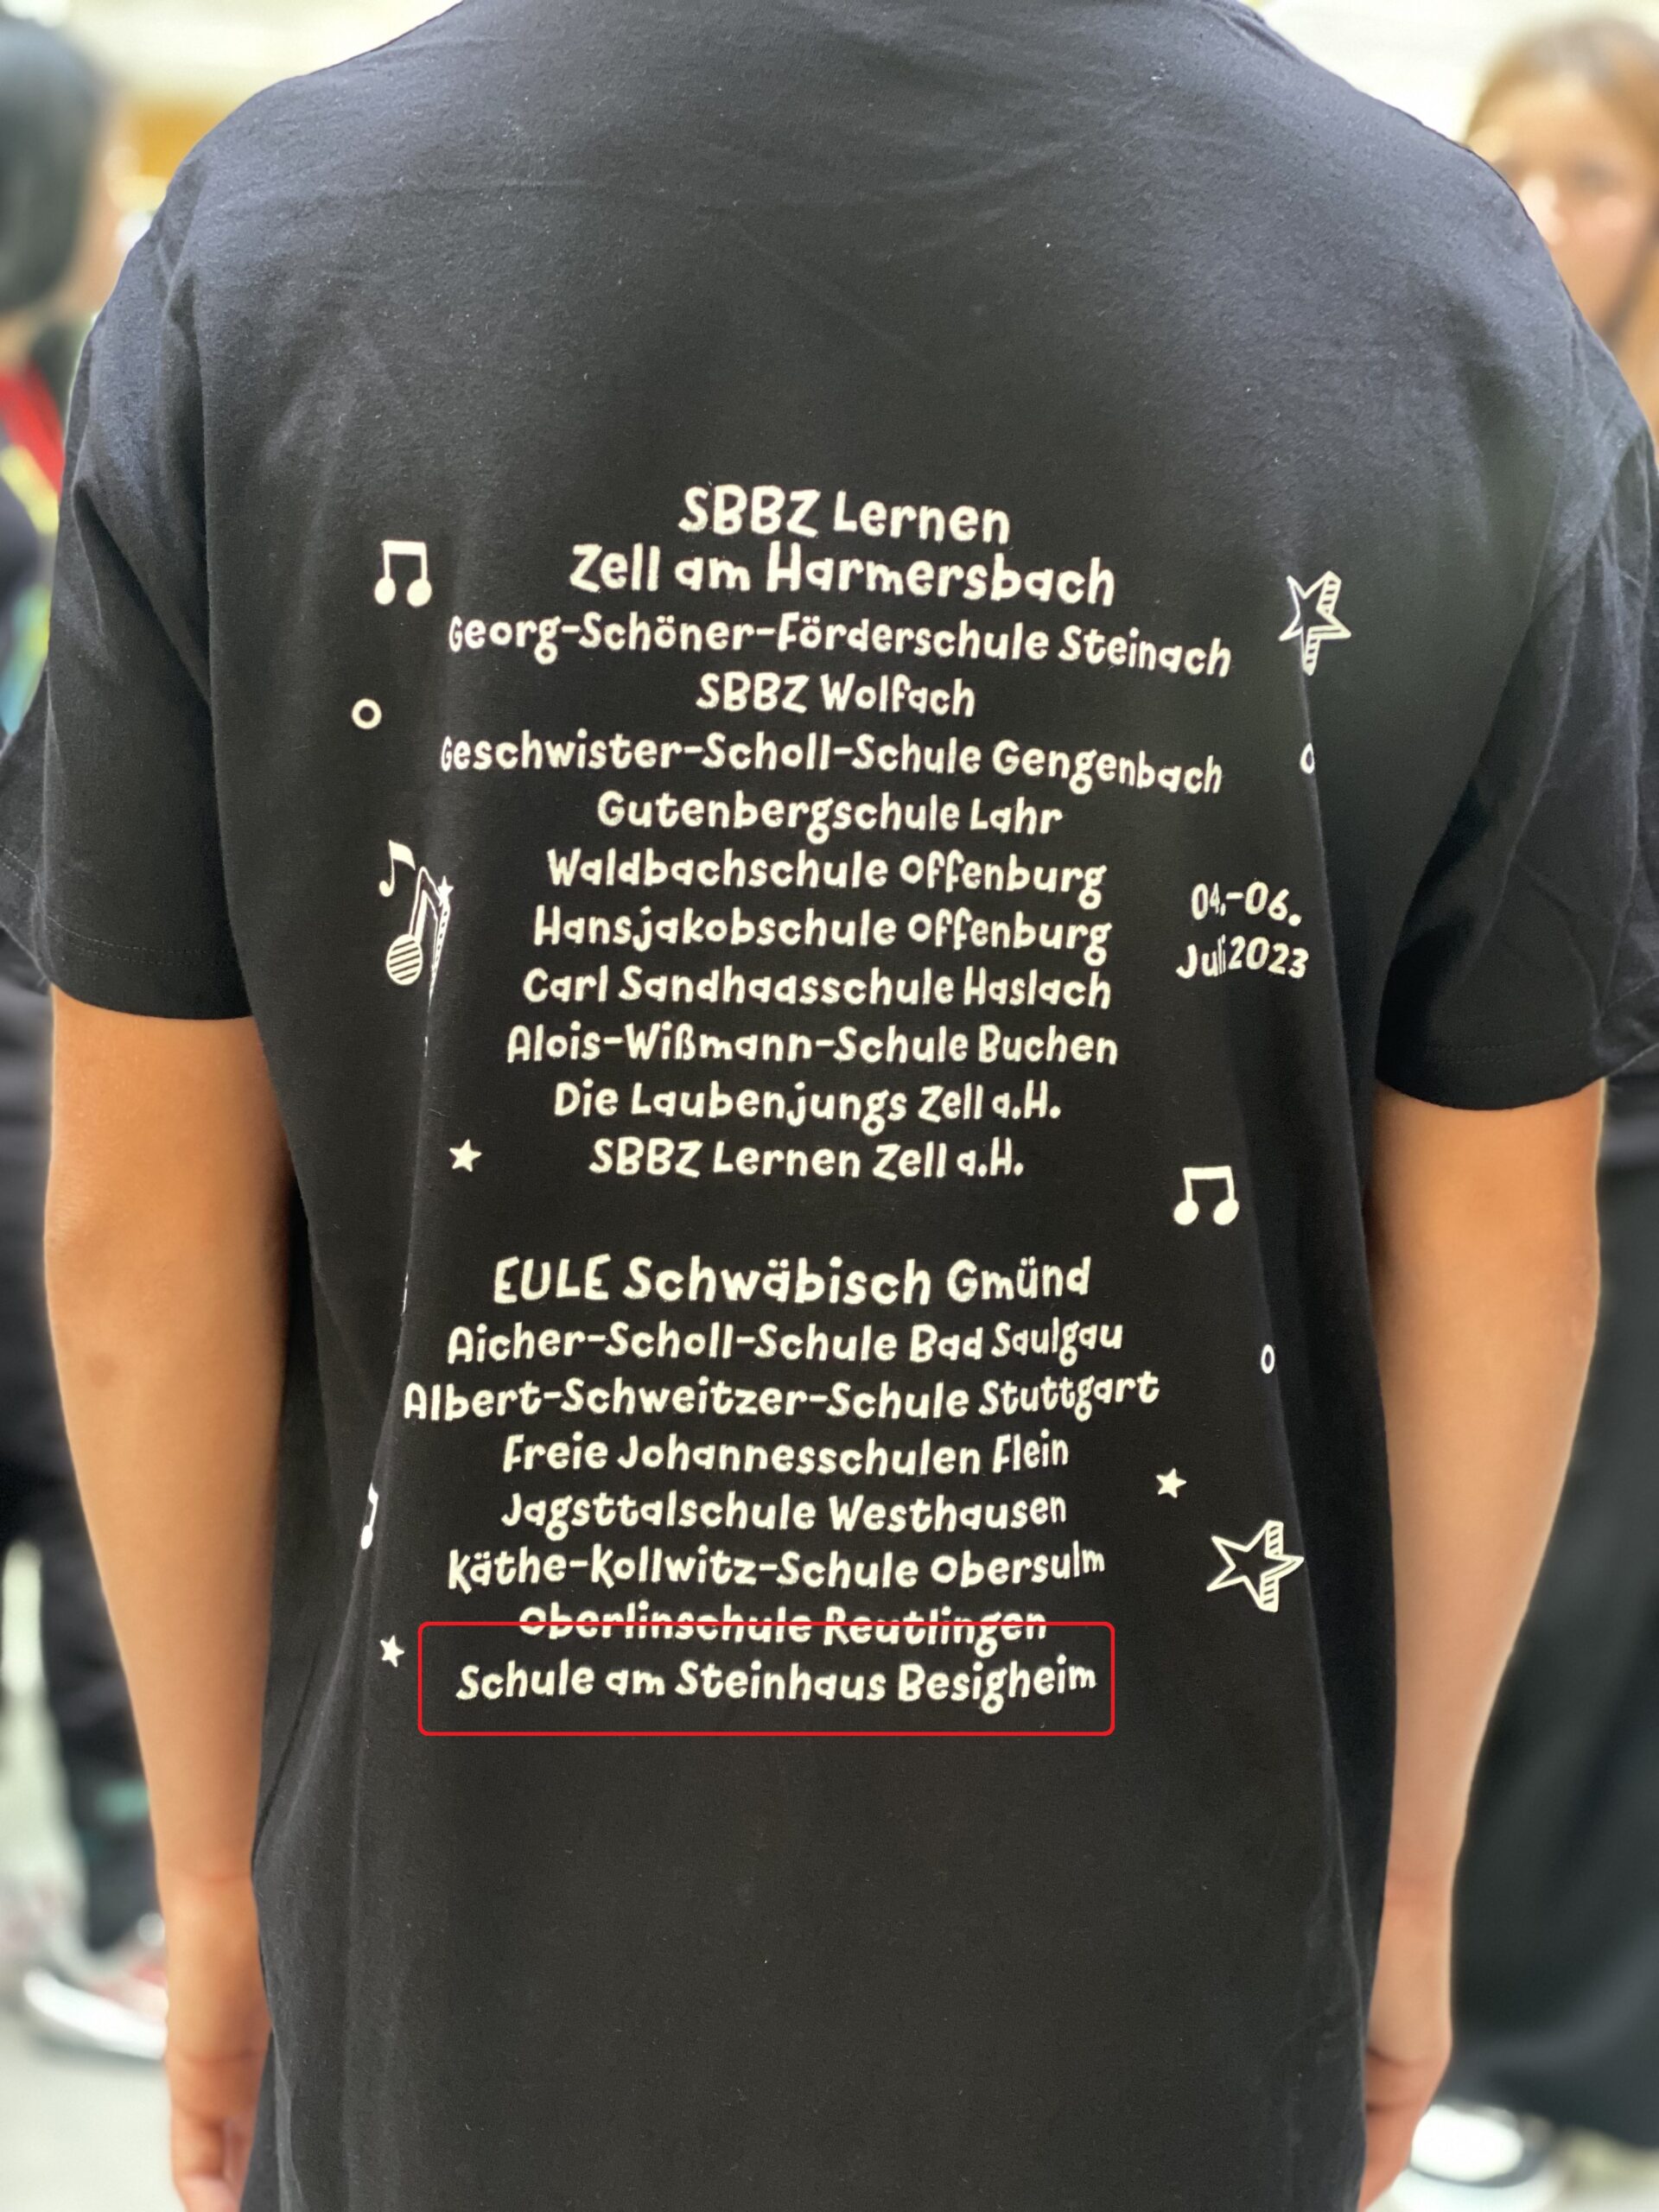 SBBZ Lernen
Zell am Harmersbach
Georg-Schöner-Förderschule Steinach
SBBZ Wolfach
Geschwister-Scholl-Schule Gengenbach
Gutenbergschule Lahr
Waldbachschule Offenburg
Hansjakobschule Offenburg
Carl Sandhaasschule Haslach
Alois-Wißmann-Schule Buchen
Die Laubenjungs Zell a.H.
SBBZ Lernen Zell a.H.
04.-06.
Juli 2023
EULE Schwäbisch Gmünd
Aicher-Scholl-Schule Bad Saulgau
Albert-Schweitzer-Schule Stuttgart
Freie Johannesschulen Flein
Jagsttalschule Westhausen
Käthe-Kollwitz-Schule Obersulm
Oberlinschule Reutlingen
Schule am Steinhaus Besigheim